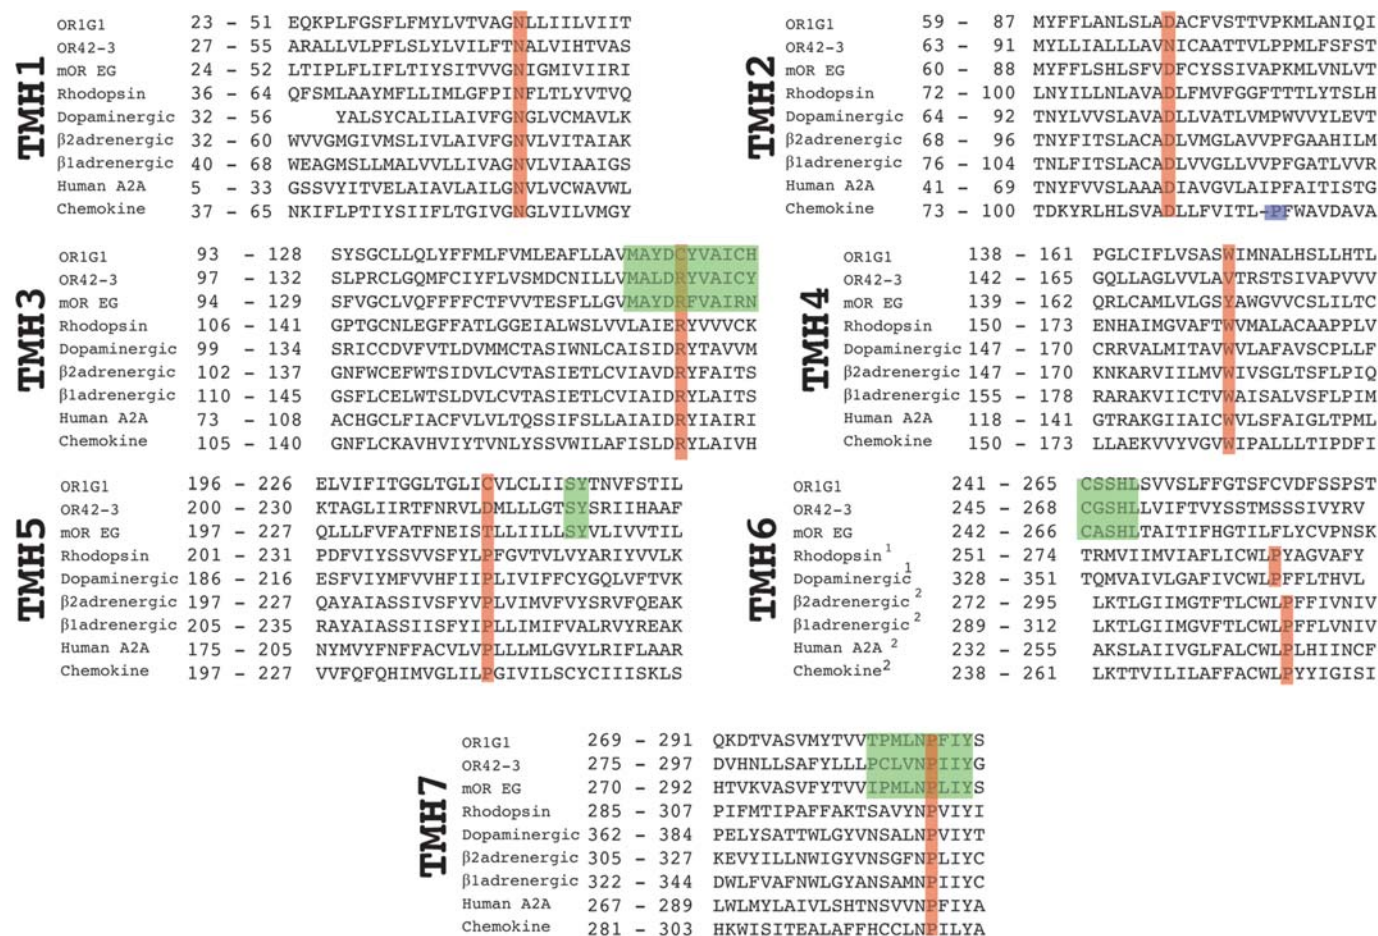 TMH1
OR1G1 23 - 51 EQKPLFGSFLFMYLVTVAGNLLIILVIIT
OR42-3 27 - 55 ARALLVLPFLSLYLVILFTNALVIHTVAS
mOR EG 24 - 52 LTIPLFLIFLTIYSITVVGNIGMIVIIRI
Rhodopsin 36 - 64 QFSMLAAYMFLLIMLGFPINFLTLYVTVQ
Dopaminergic 32 - 56 YALSYCALILAIVFGNGLVCMAVLK
β2adrenergic 32 - 60 WVVGMGIVMSLIVLAIVFGNVLVITAIAK
β1adrenergic 40 - 68 WEAGMSLLMALVVLLIVAGNVLVIAAIGS
Human A2A 5 - 33 GSSVYITVELAIAVLAILGNVLVCWAVWL
Chemokine 37 - 65 NKIFLPTIYSIIFLTGIVGNGLVILVMGY
TMH2
OR1G1 59 - 87 MYFFLANLSLADACFVSTTVPKMLANIQI
OR42-3 63 - 91 MYLLIALLLAVNICAATTVLPPMLFSFST
mOR EG 60 - 88 MYFFLSHLSFVDFCYSSIVAPKMLVNLVT
Rhodopsin 72 - 100 LNYILLNLAVADLFMVFGGFTTTLYTSLH
Dopaminergic 64 - 92 TNYLVVSLAVADLLVATLVMPWVVYLEVT
β2adrenergic 68 - 96 TNYFITSLACADLVMGLAVVPFGAAHILM
β1adrenergic 76 - 104 TNLFITSLACADLVVGLLVVPFGATLVVR
Human A2A 41 - 69 TNYFVVSLAAADIAVGVLAIPFAITISTG
Chemokine 73 - 100 TDKYRLHLSVADLLFVITL-PFWAVDAVA
TMH3
OR1G1 93 - 128 SYSGCLLQLYFFMLFVMLEAFLLAVMAYDCYVAICH
OR42-3 97 - 132 SLPRCLGQMFCIYFLVSMDCNILLVMALDRYVAICY
mOR EG 94 - 129 SFVGCLVQFFFFCTFVVTESFLLGVMAYDRFVAIRN
Rhodopsin 106 - 141 GPTGCNLEGFFATLGGEIALWSLVVLAIERYVVVCK
Dopaminergic 99 - 134 SRICCDVFVTLDVMMCTASIWNLCAISIDRYTAVVM
β2adrenergic 102 - 137 GNFWCEFWTSIDVLCVTASIETLCVIAVDRYFAITS
β1adrenergic 110 - 145 GSFLCELWTSLDVLCVTASIETLCVIAIDRYLAITS
Human A2A 73 - 108 ACHGCLFIACFVLVLTQSSIFSLLAIAIDRYIAIRI
Chemokine 105 - 140 GNFLCKAVHVIYTVNLYSSVWILAFISLDRYLAIVH
TMH4
OR1G1 138 - 161 PGLCIFLVSASWIMNALHSLLHTL
OR42-3 142 - 165 GQLLAGLVVLAVTRSTSIVAPVVV
mOR EG 139 - 162 QRLCAMLVLGSYAWGVVCSLILTC
Rhodopsin 150 - 173 ENHAIMGVAFTWVMALACAAPPLV
Dopaminergic 147 - 170 CRRVALMITAVWVLAFAVSCPLLF
β2adrenergic 147 - 170 KNKARVIILMVWIVSGLTSFLPIQ
β1adrenergic 155 - 178 RARAKVIICTVWAISALVSFLPIM
Human A2A 118 - 141 GTRAKGIIAICWVLSFAIGLTPML
Chemokine 150 - 173 LLAEKVVYVGVWIPALLLTIPDFI
TMH5
OR1G1 196 - 226 ELVIFITGGLTGLICVLCLIISYTNVFSTIL
OR42-3 200 - 230 KTAGLIIRTFNRVLDMLLLGTSYSRIIHAAF
mOR EG 197 - 227 QLLLFVFATFNEISTLLIILLSYVLIVVTIL
Rhodopsin 201 - 231 PDFVIYSSVVSFYLPFGVTVLVYARIYVVLK
Dopaminergic 186 - 216 ESFVIYMFVVHFIIPLIVIFFCYGQLVFTVK
β2adrenergic 197 - 227 QAYAIASSIVSFYVPLVIMVFVYSRVFQEAK
β1adrenergic 205 - 235 RAYAIASSIISFYIPLLIMIFVALRVYREAK
Human A2A 175 - 205 NYMVYFNFFACVLVPLLLMLGVYLRIFLAAR
Chemokine 197 - 227 VVFQFQHIMVGLILPGIVILSCYCIIISKLS
TMH6
OR1G1 241 - 265 CSSHLSVVSLFFGTSFCVDFSSPST
OR42-3 245 - 268 CGSHLLVIFTVYSSTMSSSIVYRV
mOR EG 242 - 266 CASHLTAITIFHGTILFLYCVPNSK
Rhodopsin1 251 - 274 TRMVIIMVIAFLICWLPYAGVAFY
Dopaminergic1 328 - 351 TQMVAIVLGAFIVCWLPFFLTHVL
β2adrenergic2 272 - 295 LKTLGIIMGTFTLCWLPFFIVNIV
β1adrenergic2 289 - 312 LKTLGIIMGVFTLCWLPFFLVNIV
Human A2A2 232 - 255 AKSLAIIVGLFALCWLPLHIINCF
Chemokine2 238 - 261 LKTTVILILAFFACWLPYYIGISI
TMH7
OR1G1 269 - 291 QKDTVASVMYTVVTPMLNPFIYS
OR42-3 275 - 297 DVHNLLSAFYLLLPCLVNPIIYG
mOR EG 270 - 292 HTVKVASVFYTVVIPMLNPLIYS
Rhodopsin 285 - 307 PIFMTIPAFFAKTSAVYNPVIYI
Dopaminergic 362 - 384 PELYSATTWLGYVNSALNPVIYT
β2adrenergic 305 - 327 KEVYILLNWIGYVNSGFNPLIYC
β1adrenergic 322 - 344 DWLFVAFNWLGYANSAMNPIIYC
Human A2A 267 - 289 LWLMYLAIVLSHTNSVVNPFIYA
Chemokine 281 - 303 HKWISITEALAFFHCCLNPILYA